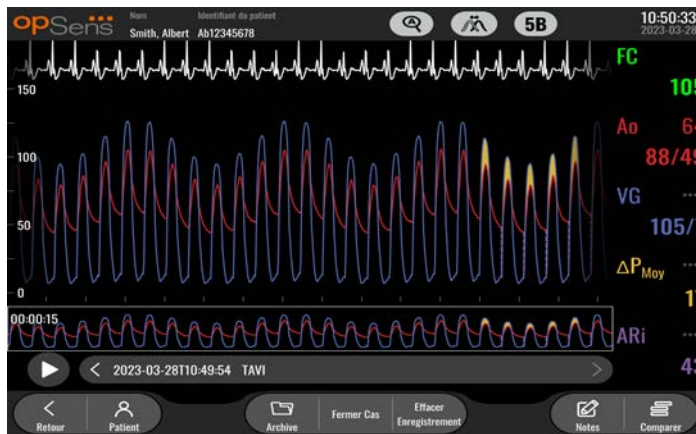 opSens
Nom Identifiant du patient
Smith, Albert Ab12345678
5B
10:50:33
2023-03-28
FC
150
100
50
0
Ao
88/4
VG
105/
ΔPMoy
ARi
00:00:15
2023-03-28T10:49:54 TAVI
Retour
Patient
Archive
Fermer Cas
Effacer
Enregistrement
Notes
Comparer